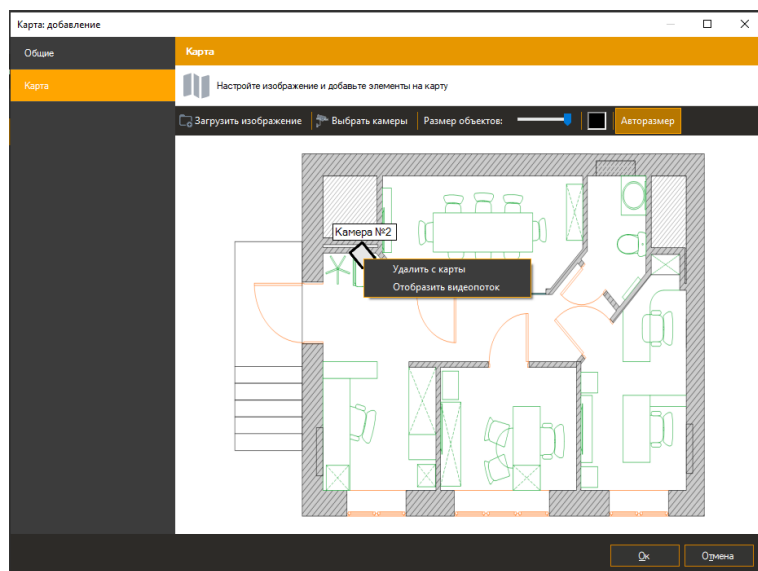 Карта: добавление
Общие
Карта
Карта
Настройте изображение и добавьте элементы на карту
Загрузить изображение Выбрать камеры Размер объектов: Авторазмер
Камера №2
Удалить с карты
Отобразить видеопоток
Ок Отмена